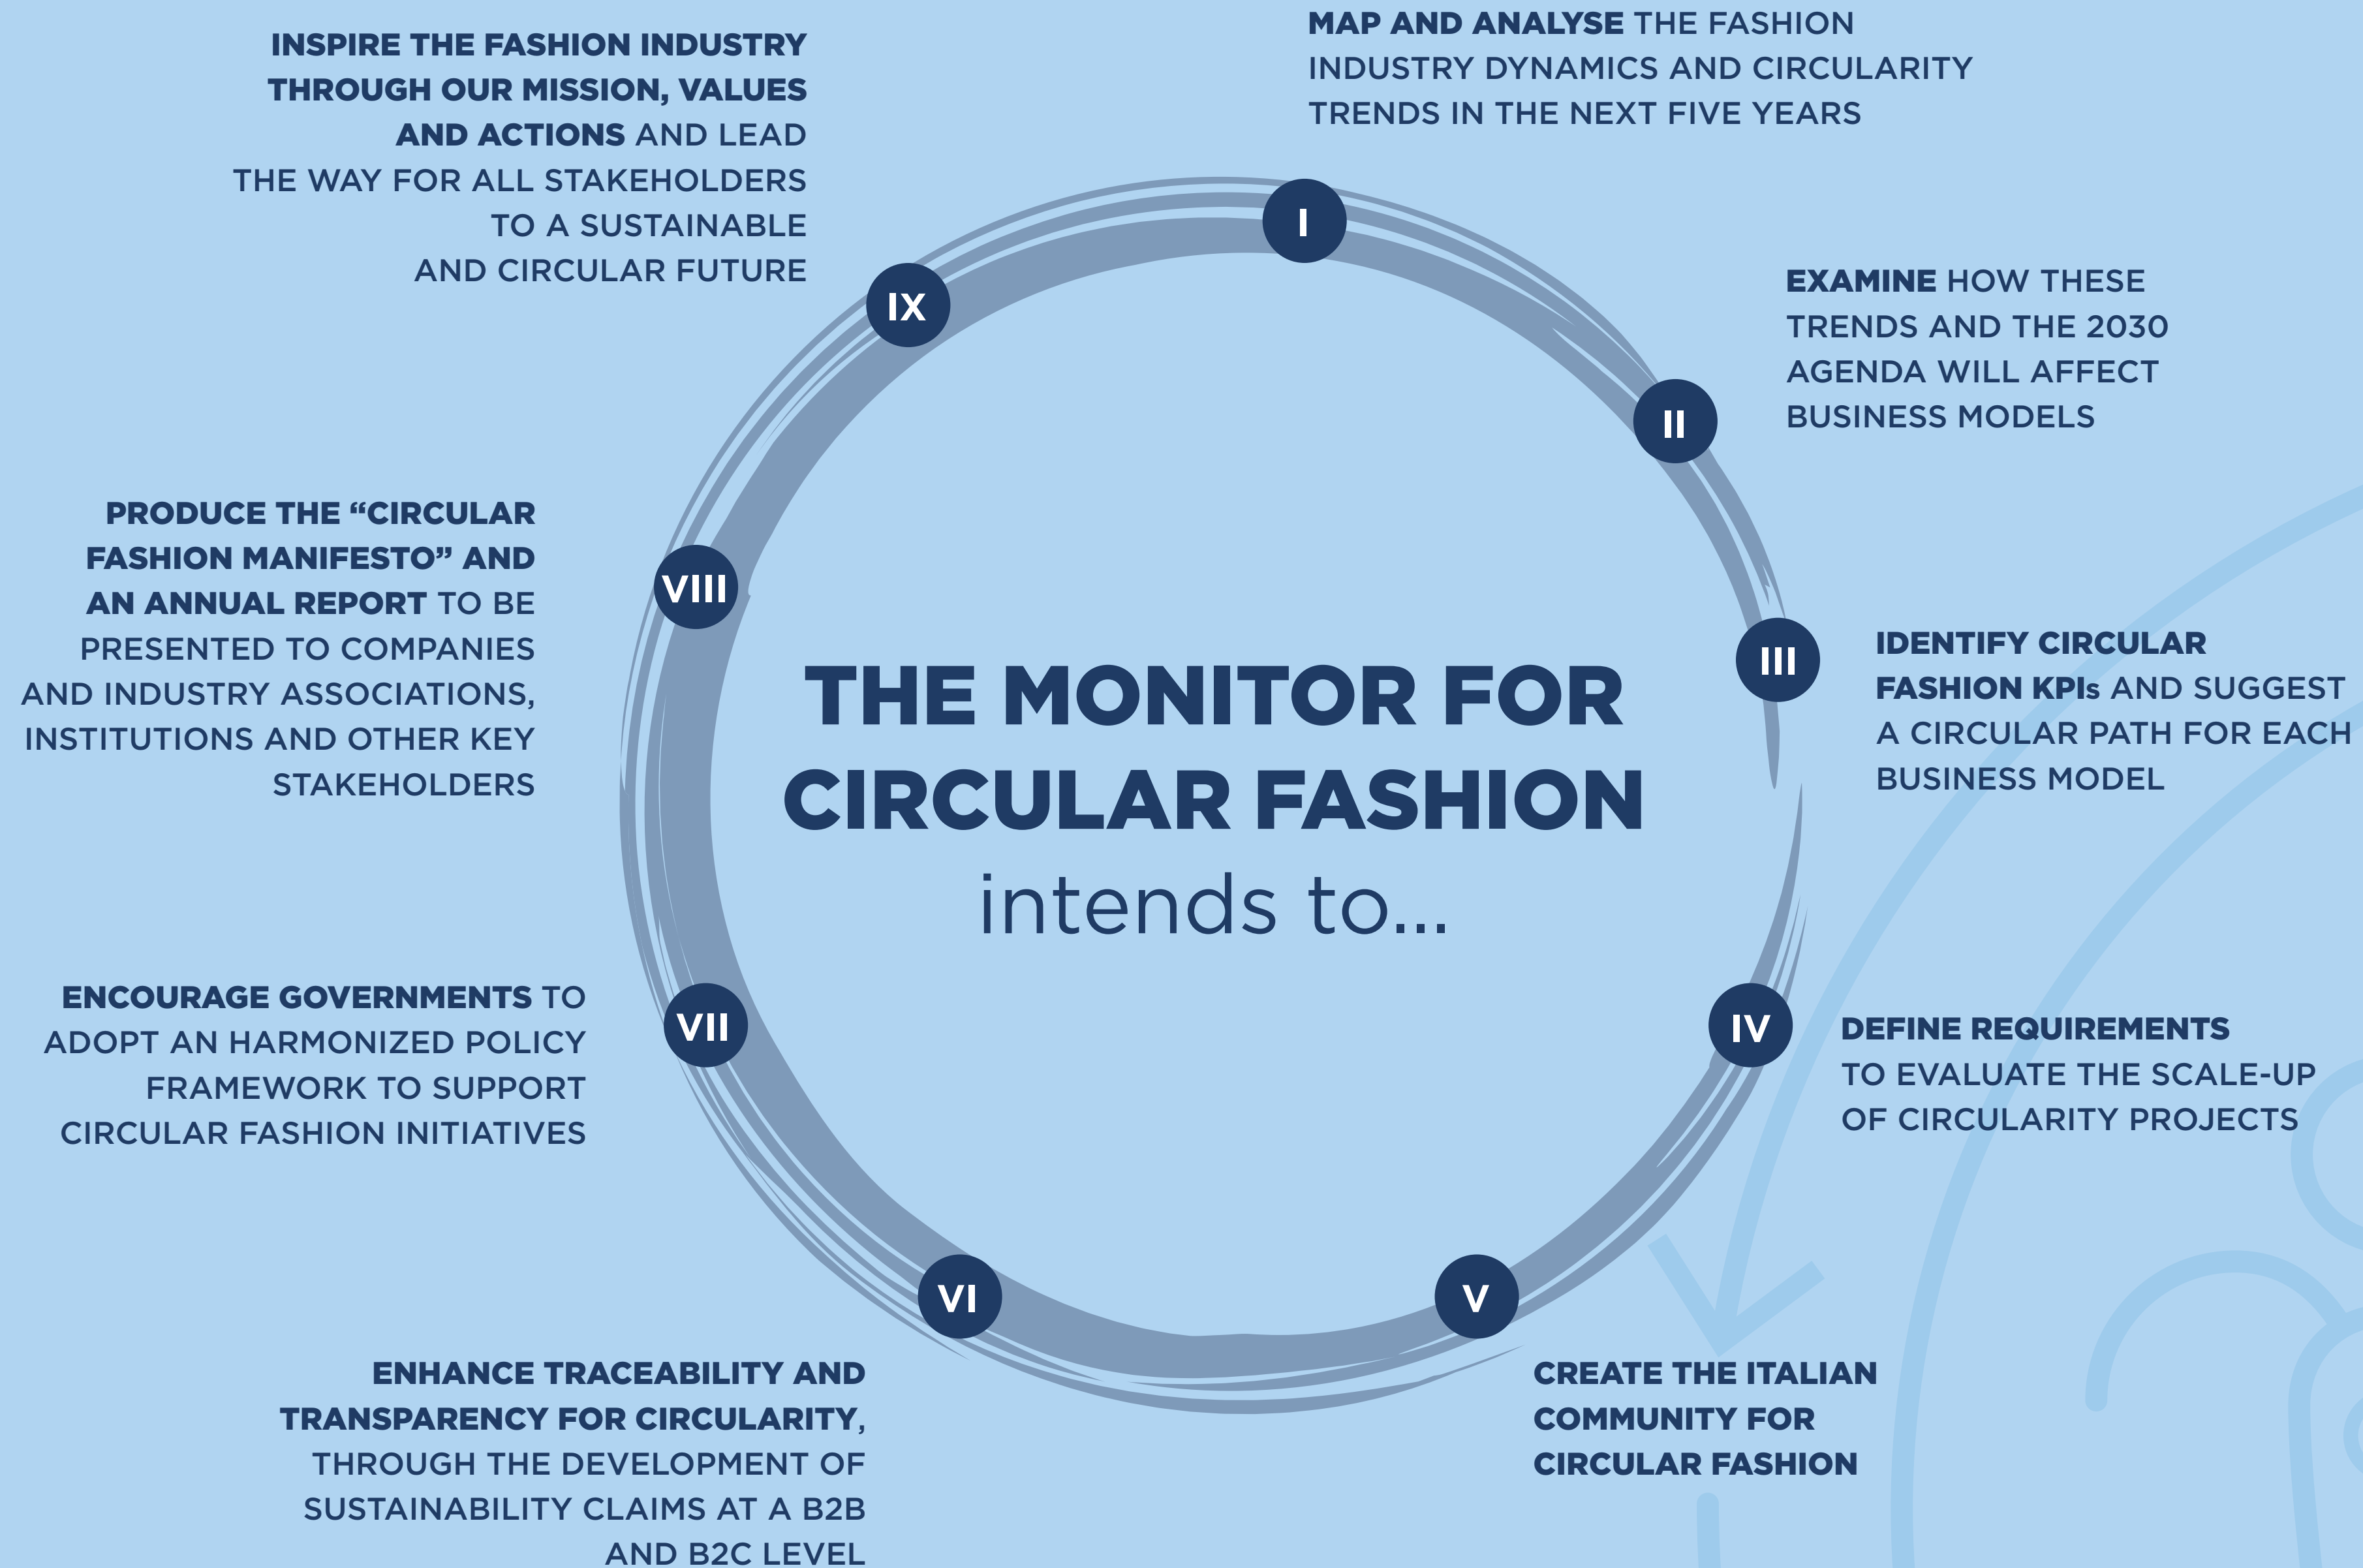 THE MONITOR FOR
CIRCULAR FASHION
intends to...
I
MAP AND ANALYSE THE FASHION
INDUSTRY DYNAMICS AND CIRCULARITY
TRENDS IN THE NEXT FIVE YEARS
II
EXAMINE HOW THESE
TRENDS AND THE 2030
AGENDA WILL AFFECT
BUSINESS MODELS
III
IDENTIFY CIRCULAR
FASHION KPIs AND SUGGEST
A CIRCULAR PATH FOR EACH
BUSINESS MODEL
IV
DEFINE REQUIREMENTS
TO EVALUATE THE SCALE-UP
OF CIRCULARITY PROJECTS
V
CREATE THE ITALIAN
COMMUNITY FOR
CIRCULAR FASHION
VI
ENHANCE TRACEABILITY AND
TRANSPARENCY FOR CIRCULARITY,
THROUGH THE DEVELOPMENT OF
SUSTAINABILITY CLAIMS AT A B2B
AND B2C LEVEL
VII
ENCOURAGE GOVERNMENTS TO
ADOPT AN HARMONIZED POLICY
FRAMEWORK TO SUPPORT
CIRCULAR FASHION INITIATIVES
VIII
PRODUCE THE “CIRCULAR
FASHION MANIFESTO” AND
AN ANNUAL REPORT TO BE
PRESENTED TO COMPANIES
AND INDUSTRY ASSOCIATIONS,
INSTITUTIONS AND OTHER KEY
STAKEHOLDERS
IX
INSPIRE THE FASHION INDUSTRY
THROUGH OUR MISSION, VALUES
AND ACTIONS AND LEAD
THE WAY FOR ALL STAKEHOLDERS
TO A SUSTAINABLE
AND CIRCULAR FUTURE